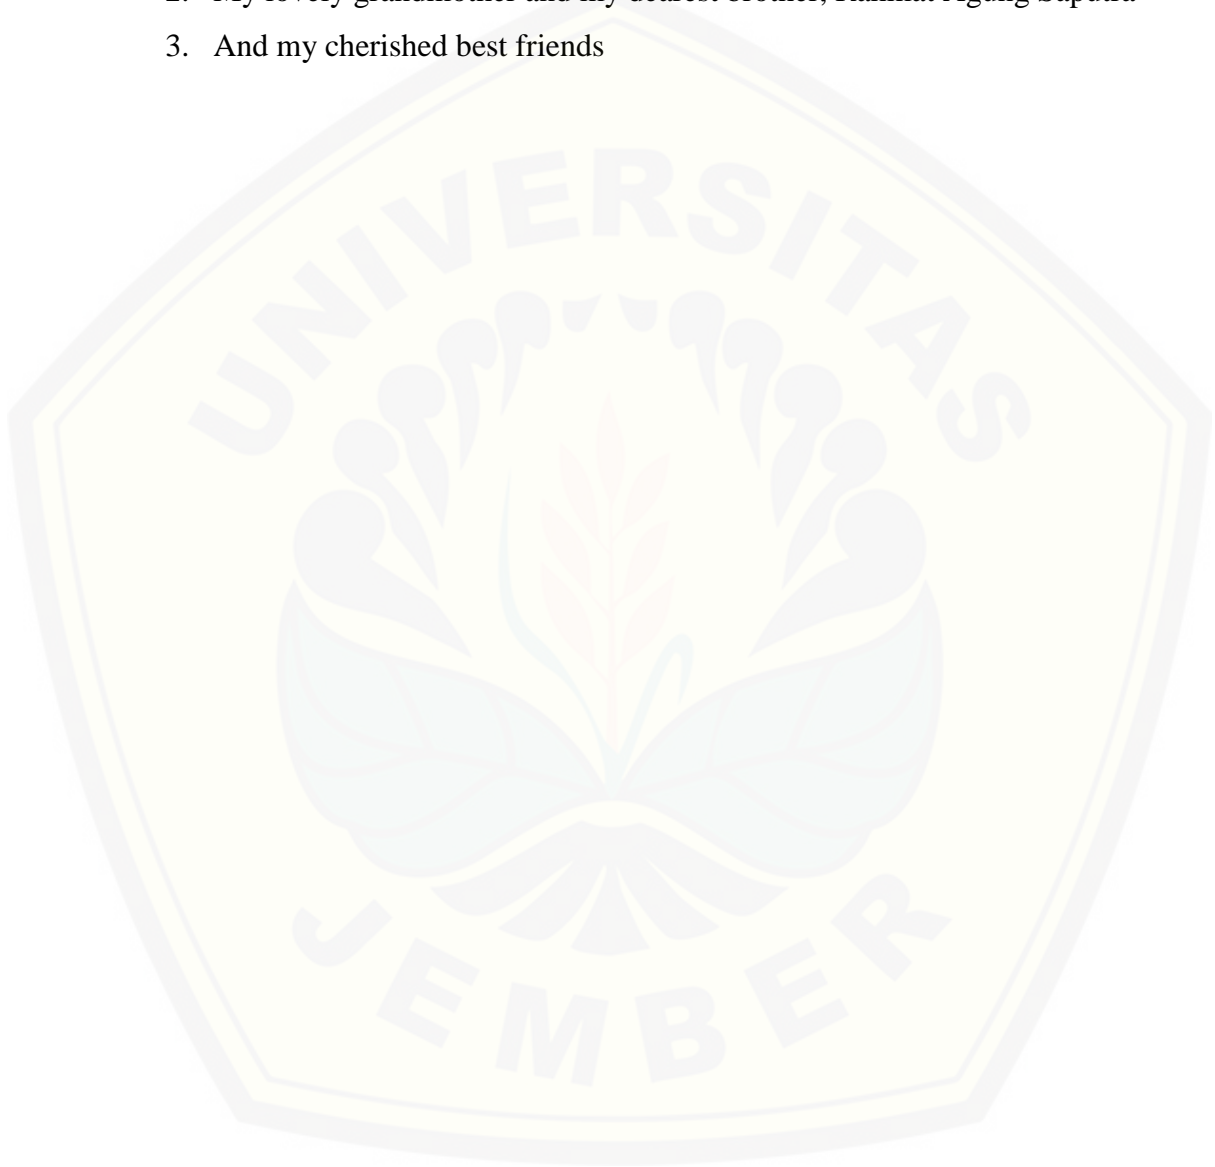 2. My lovely grandmother and my dearest brother, Rahmat Agung Saputra
3. And my cherished best friends
UNIVERSITAS
JEMBER